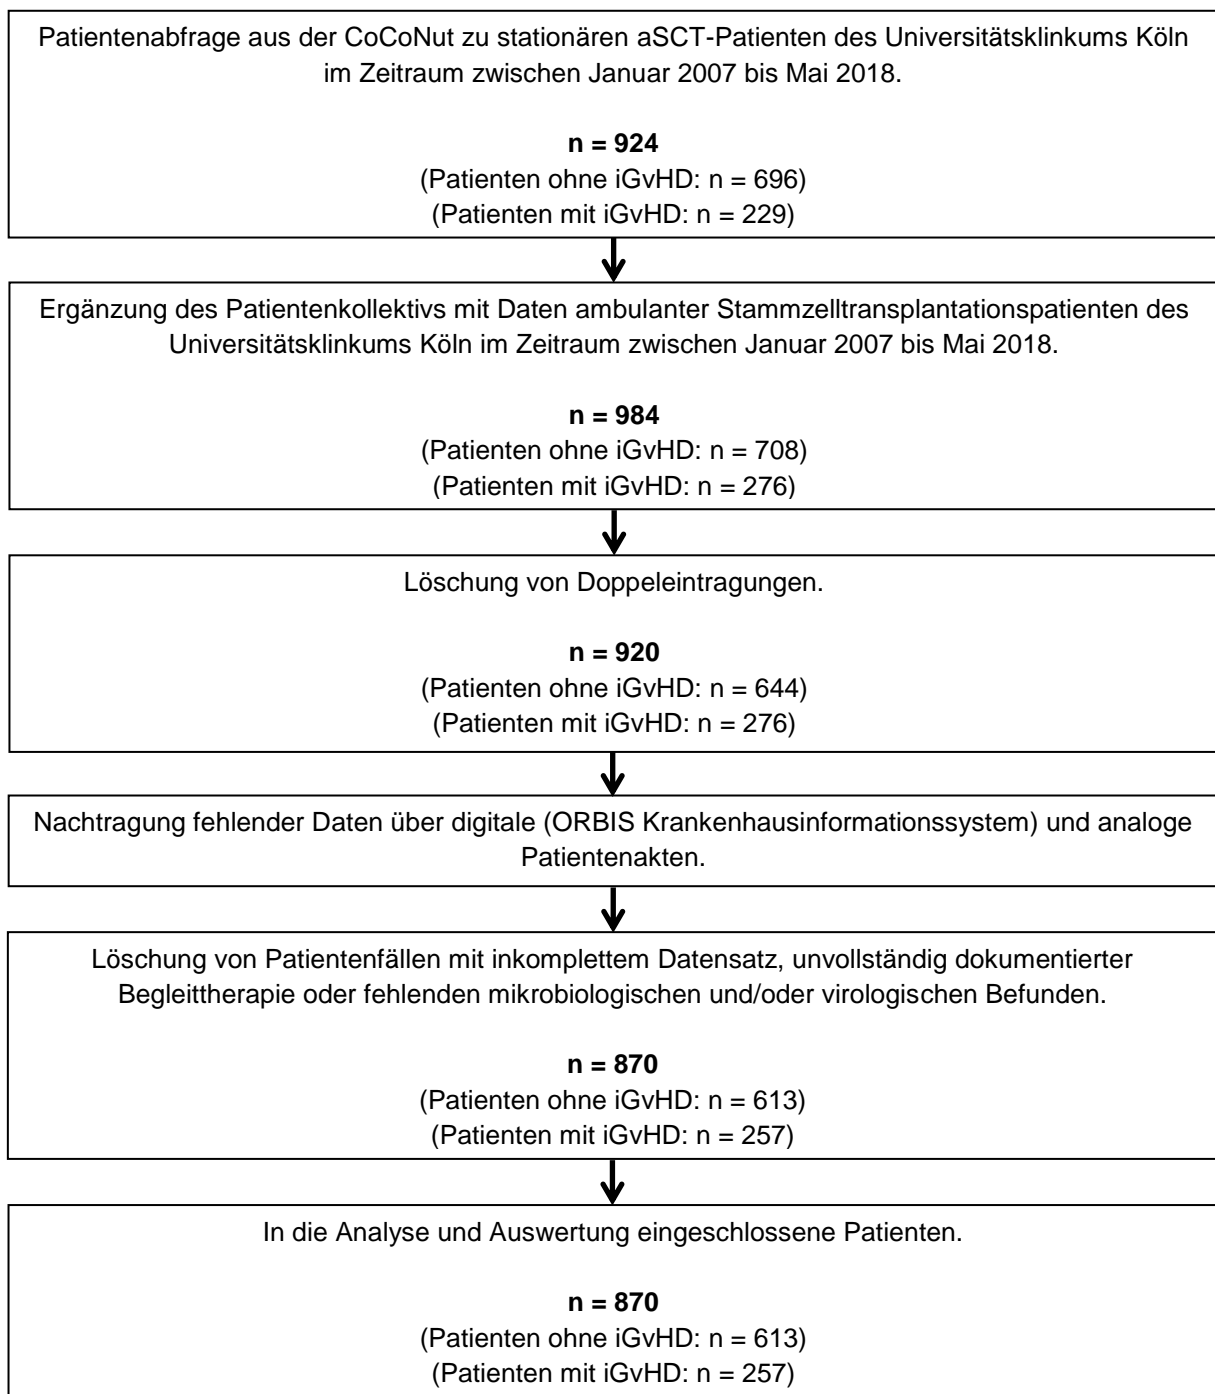 Patientenabfrage aus der CoCoNut zu stationären aSCT-Patienten des Universitätsklinkums Köln
im Zeitraum zwischen Januar 2007 bis Mai 2018.
n = 924
(Patienten ohne iGvHD: n = 696)
(Patienten mit iGvHD: n = 229)
Ergänzung des Patientenkollektivs mit Daten ambulanter Stammzelltransplantationspatienten des
Universitätsklinkums Köln im Zeitraum zwischen Januar 2007 bis Mai 2018.
n = 984
(Patienten ohne iGvHD: n = 708)
(Patienten mit iGvHD: n = 276)
Löschung von Doppeleintragungen.
n = 920
(Patienten ohne iGvHD: n = 644)
(Patienten mit iGvHD: n = 276)
Nachtragung fehlender Daten über digitale (ORBIS Krankenhausinformationssystem) und analoge
Patientenakten.
Löschung von Patientenfällen mit inkomplettem Datensatz, unvollständig dokumentierter
Begleittherapie oder fehlenden mikrobiologischen und/oder virologischen Befunden.
n = 870
(Patienten ohne iGvHD: n = 613)
(Patienten mit iGvHD: n = 257)
In die Analyse und Auswertung eingeschlossene Patienten.
n = 870
(Patienten ohne iGvHD: n = 613)
(Patienten mit iGvHD: n = 257)